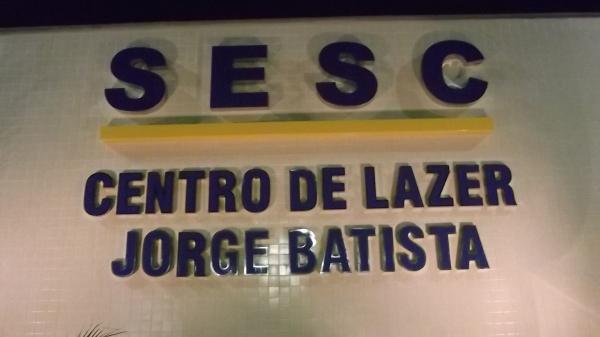 SESC
CENTRO DE LAZER
JORGE BATISTA